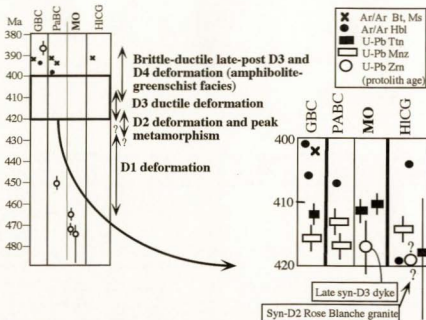 Ma
GBC
PaBC
MO
HICG
380
390
400
410
420
450
460
470
480
Brittle-ductile late-post D3 and
D4 deformation (amphibolite-
greenschist facies)
D3 ductile deformation
?
D2 deformation and peak
metamorphism
?
D1 deformation
Ar/Ar Bt, Ms
Ar/Ar Hbl
U-Pb Ttn
U-Pb Mnz
U-Pb Zrn
(protolith age)
GBC
PABC
MO
HICG
400
410
420
?
?
Late syn-D3 dyke
Syn-D2 Rose Blanche granite